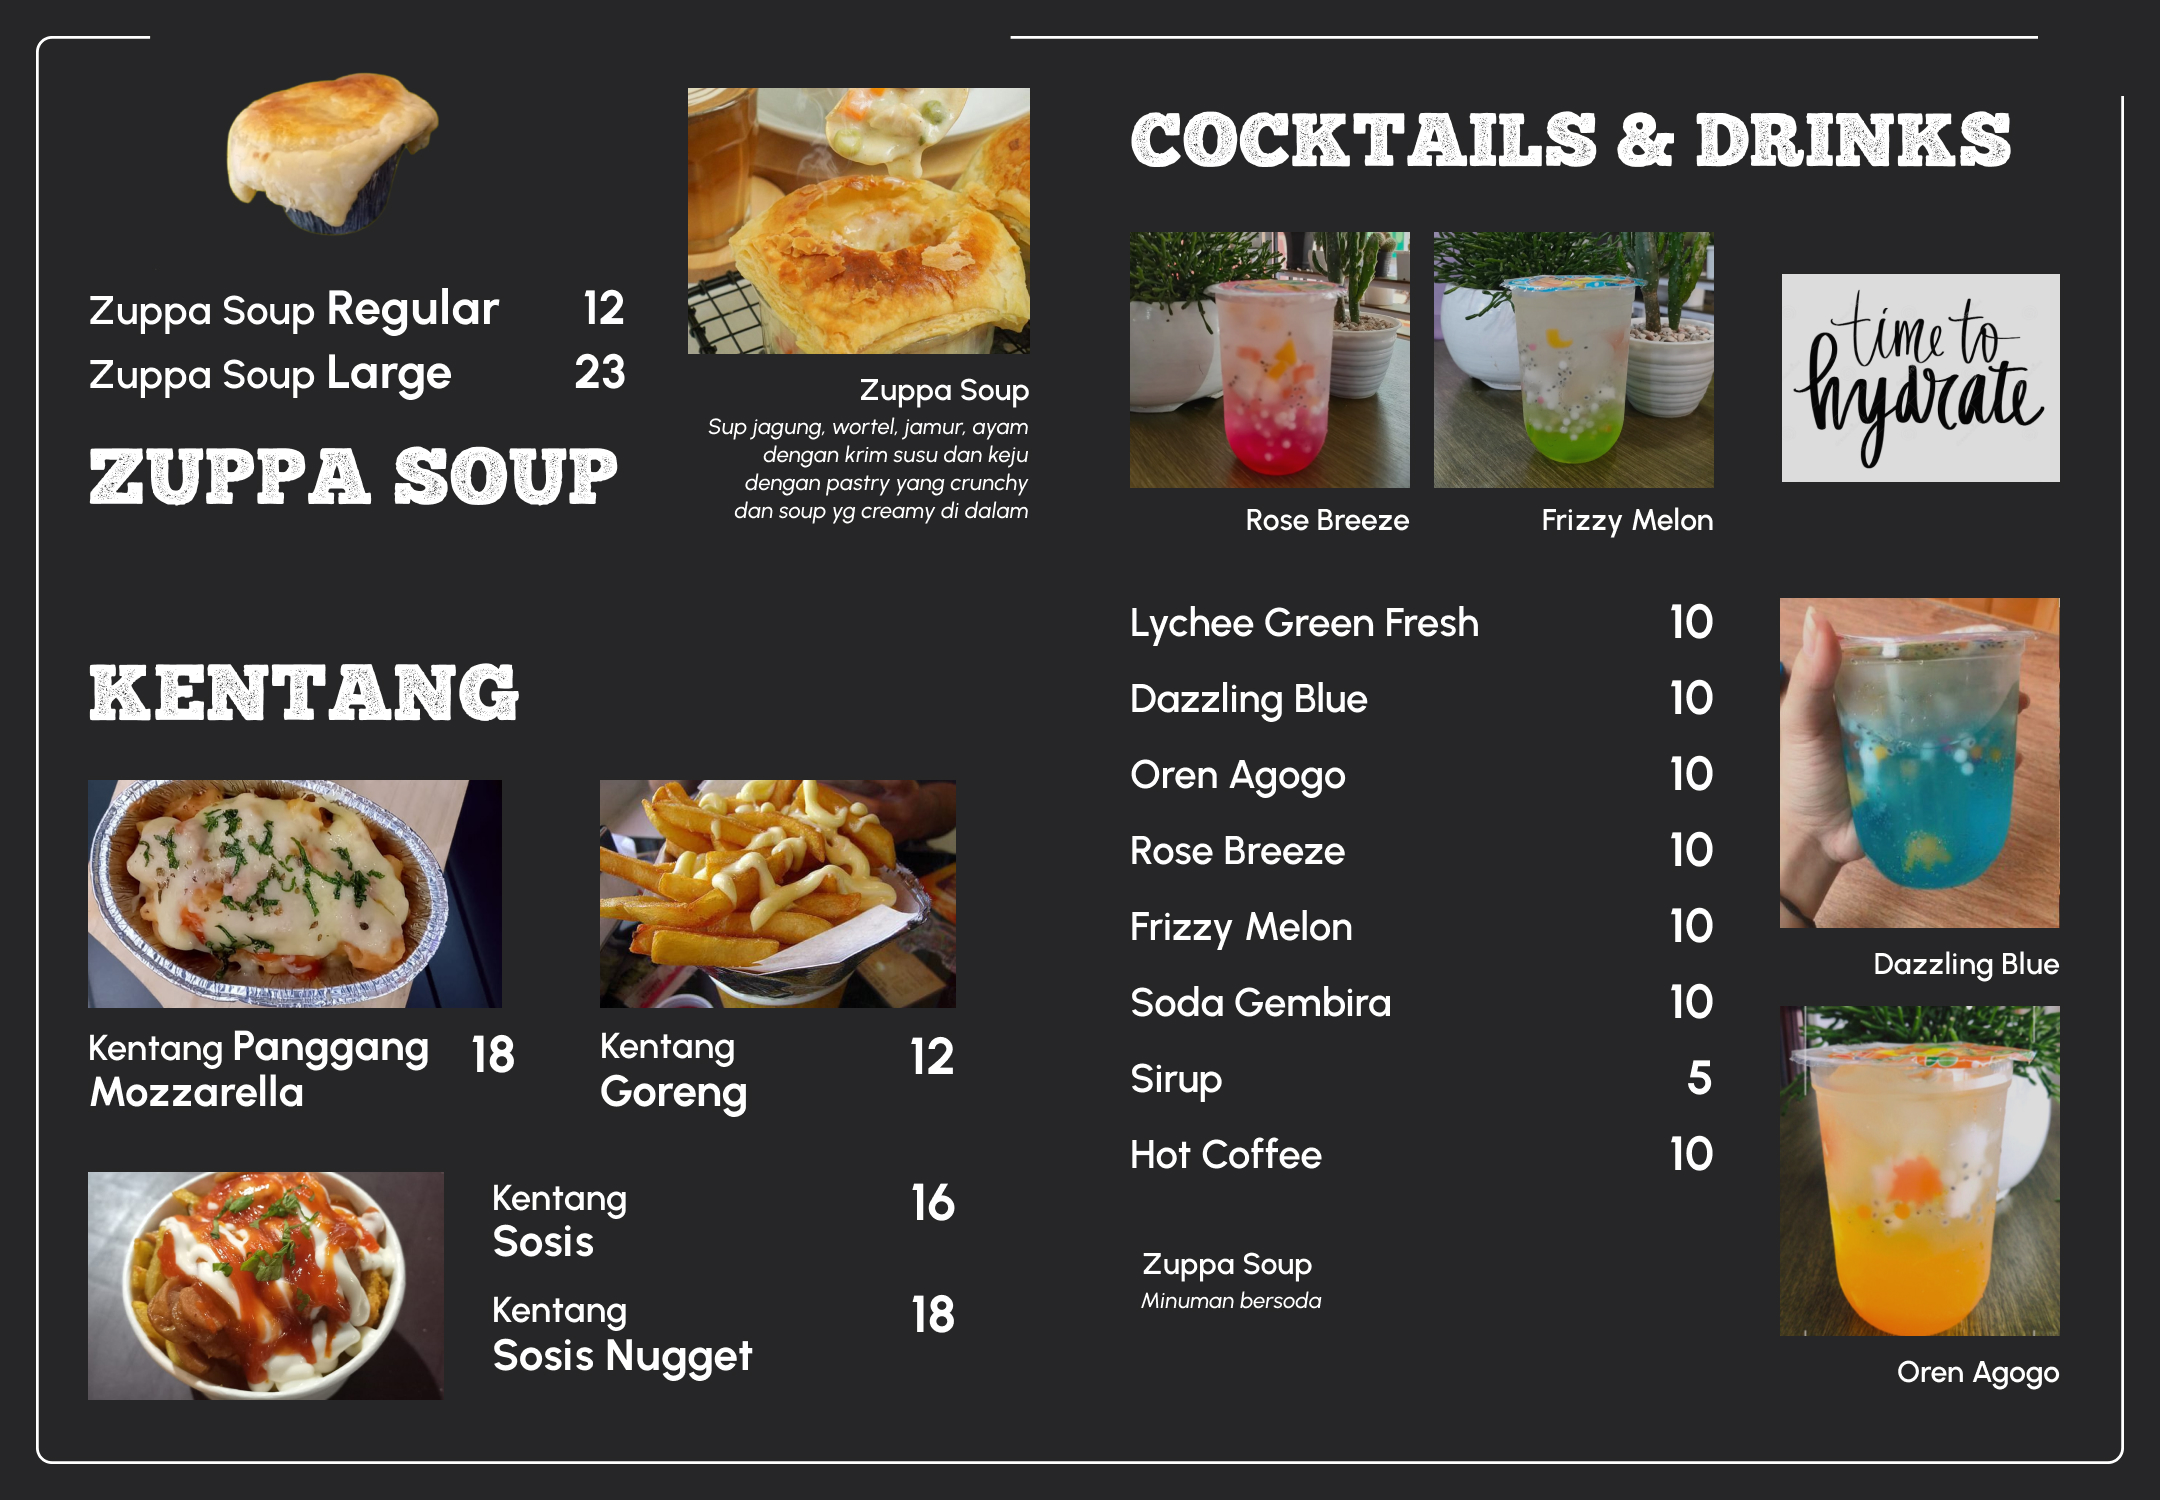 Zuppa Soup Regular 12
Zuppa Soup Large 23
ZUPPA SOUP
Zuppa Soup
Sup jagung, wortel, jamur, ayam
dengan krim susu dan keju
dengan pastry yang crunchy
dan soup yg creamy di dalam
KENTANG
Kentang Panggang 18
Mozzarella
Kentang 12
Goreng
Kentang 16
Sosis
Kentang 18
Sosis Nugget
COCKTAILS & DRINKS
Rose Breeze
Frizzy Melon
time to
hydrate
Lychee Green Fresh 10
Dazzling Blue 10
Oren Agogo 10
Rose Breeze 10
Frizzy Melon 10
Soda Gembira 10
Sirup 5
Hot Coffee 10
Zuppa Soup
Minuman bersoda
Dazzling Blue
Oren Agogo